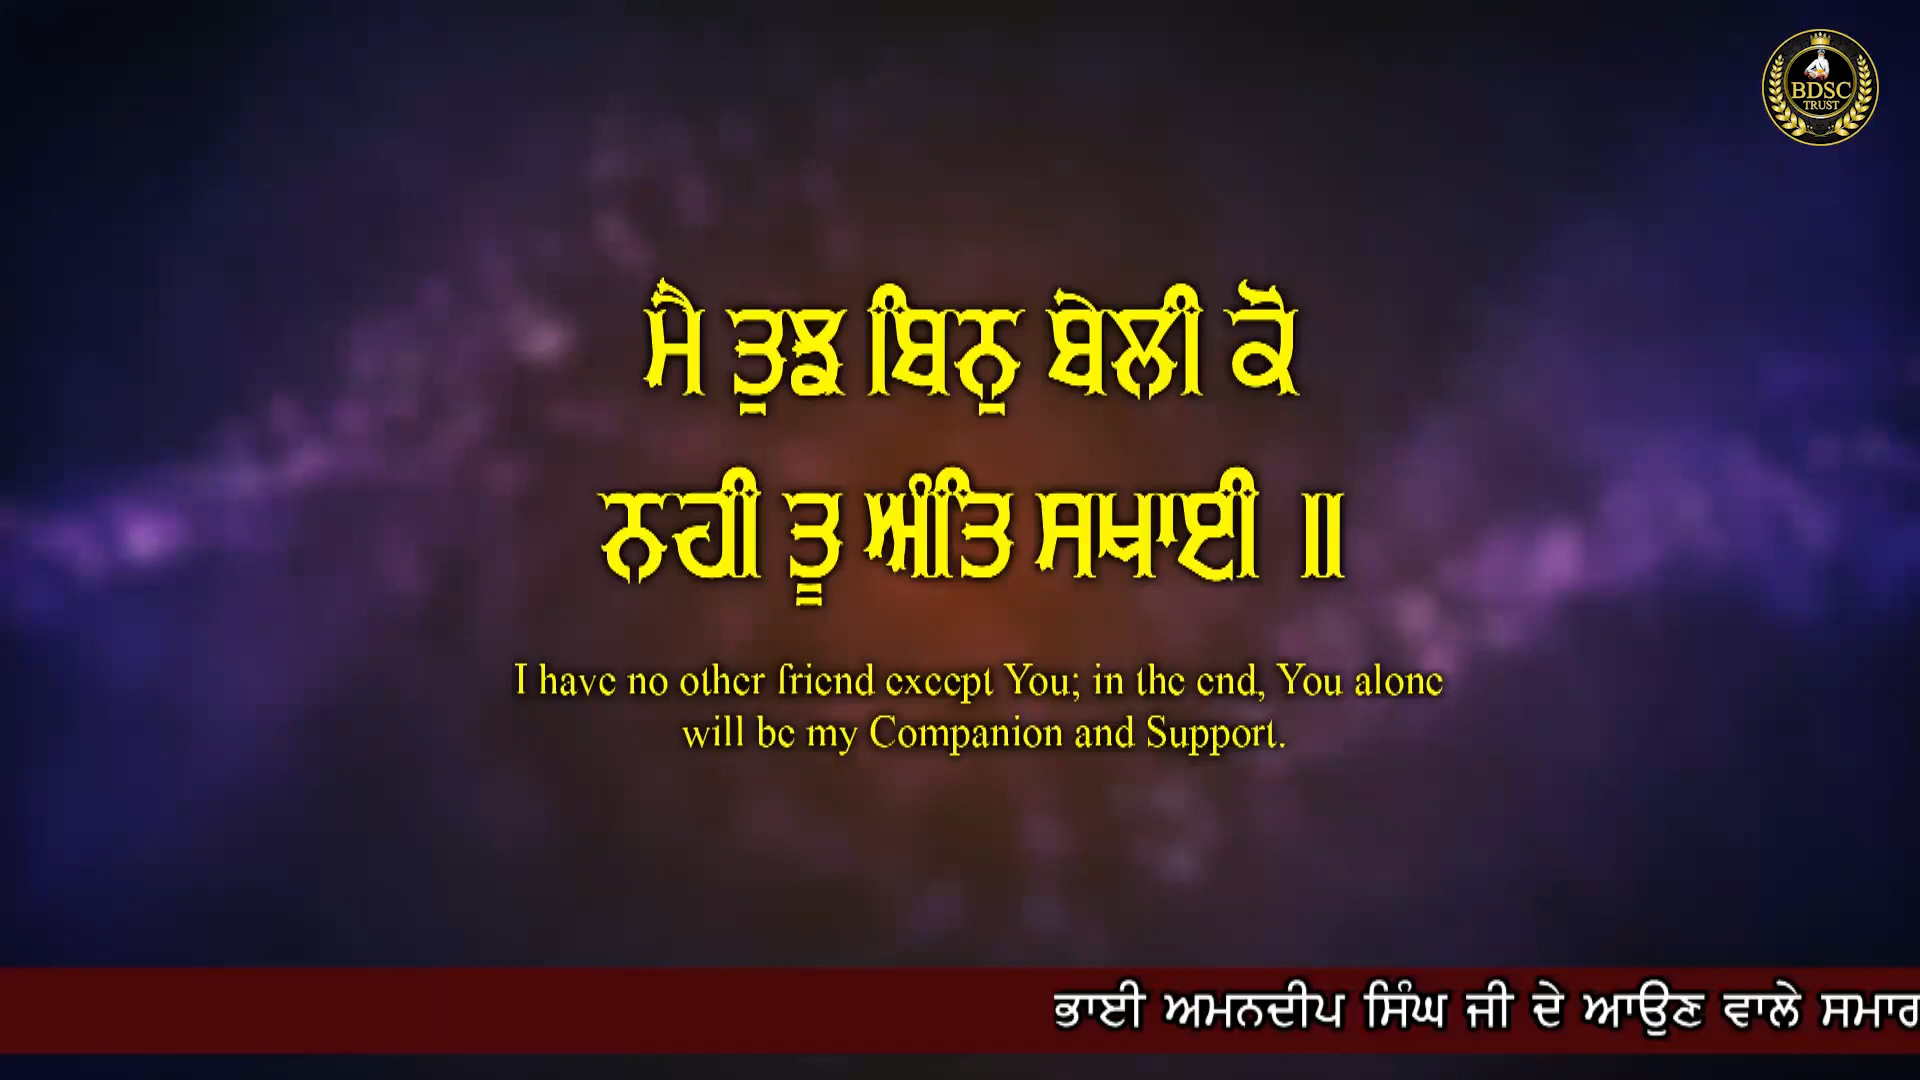 BDSC
TRUST
ਮੈ ਤੁਝ ਬਿਨੁ ਬੇਲੀ ਕੋ
ਨਹੀ ਤੂ ਅੰਤਿ ਸਖਾਈ ॥
I have no other friend except You; in the end, You alone
will be my Companion and Support.
ਭਾਈ ਅਮਨਦੀਪ ਸਿੰਘ ਜੀ ਦੇ ਆਉਣ ਵਾਲੇ